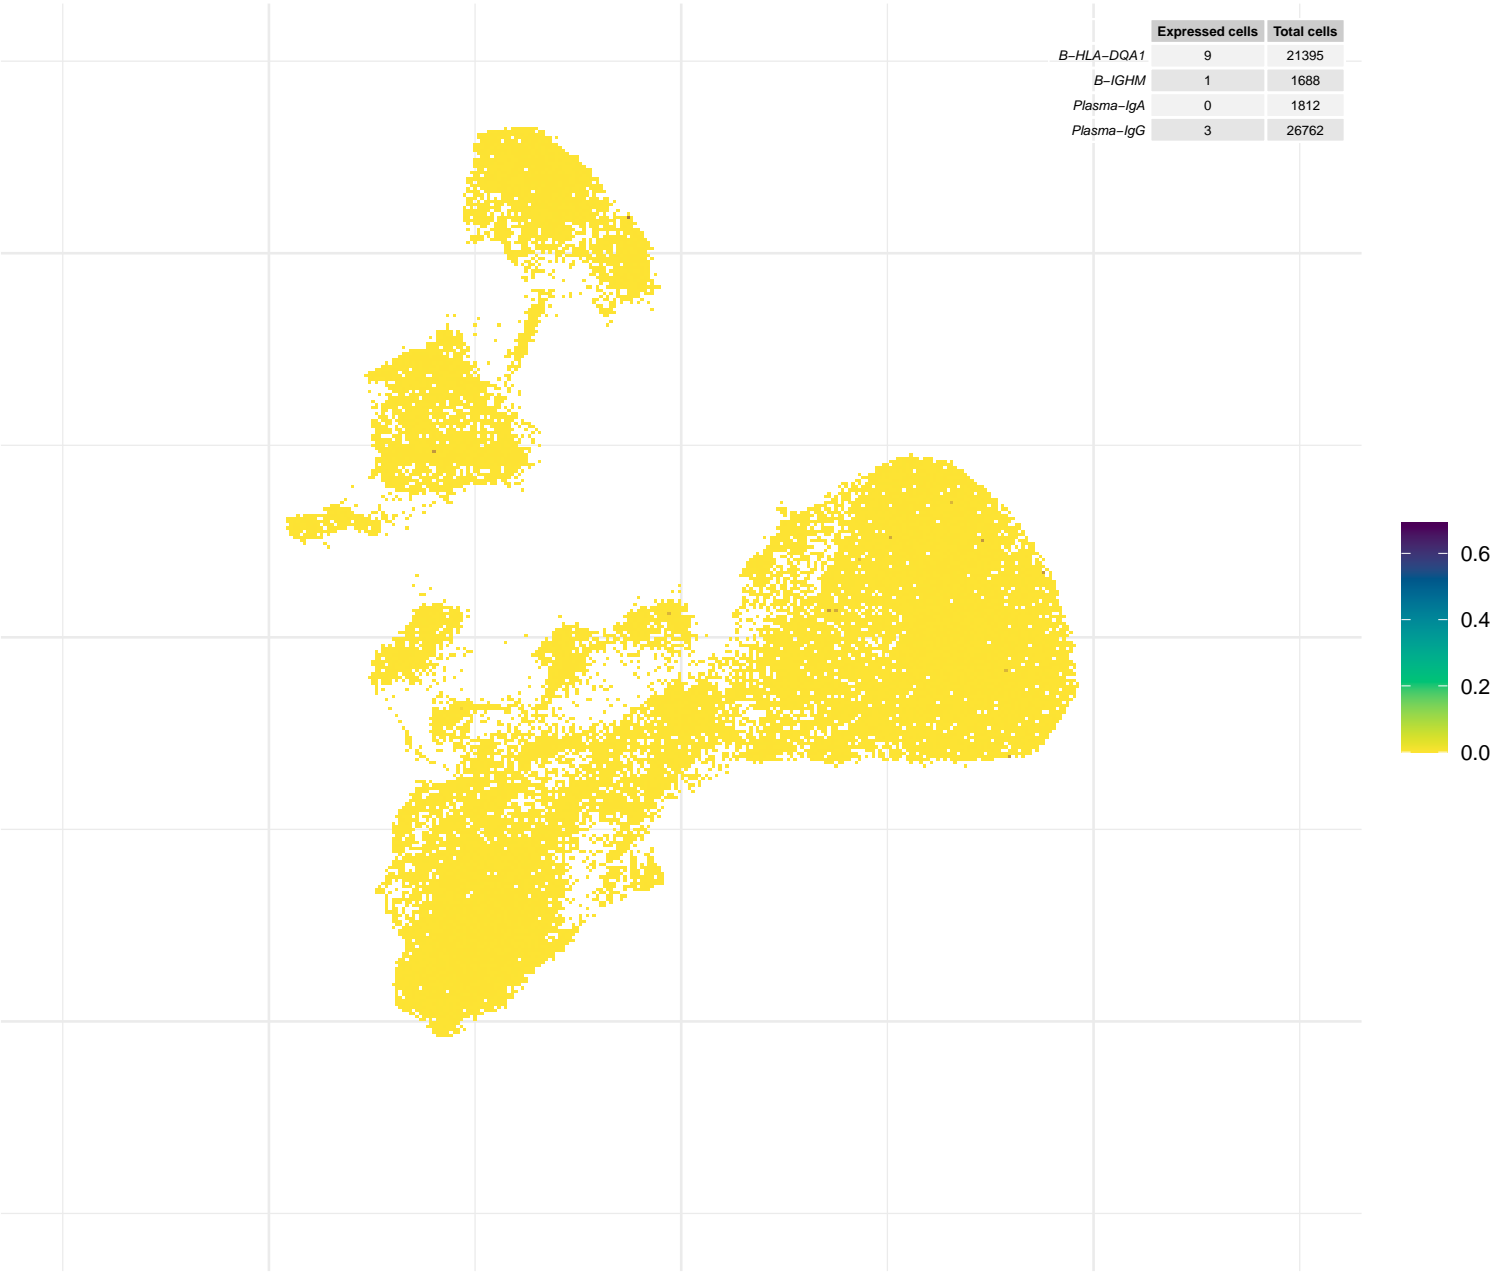 Expressed cells Total cells
B−HLA−DQA1 9 21395
B−IGHM 1 1688
Plasma−IgA 0 1812
Plasma−IgG 3 26762
0.6
0.4
0.2
0.0